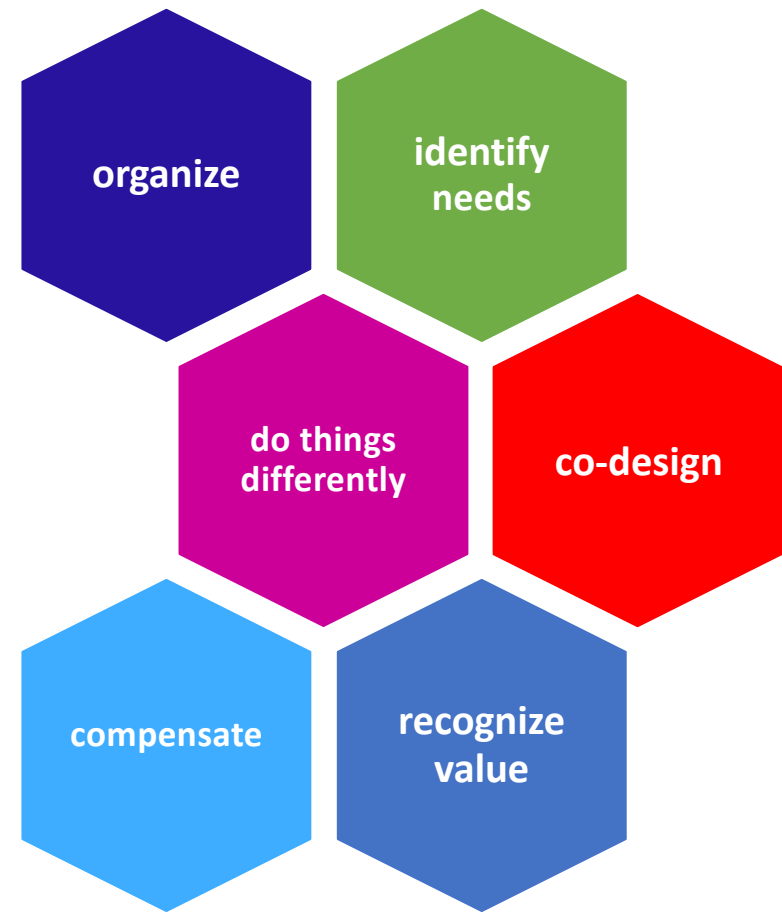 organize
identify
needs
do things
differently
co-design
compensate
recognize
value